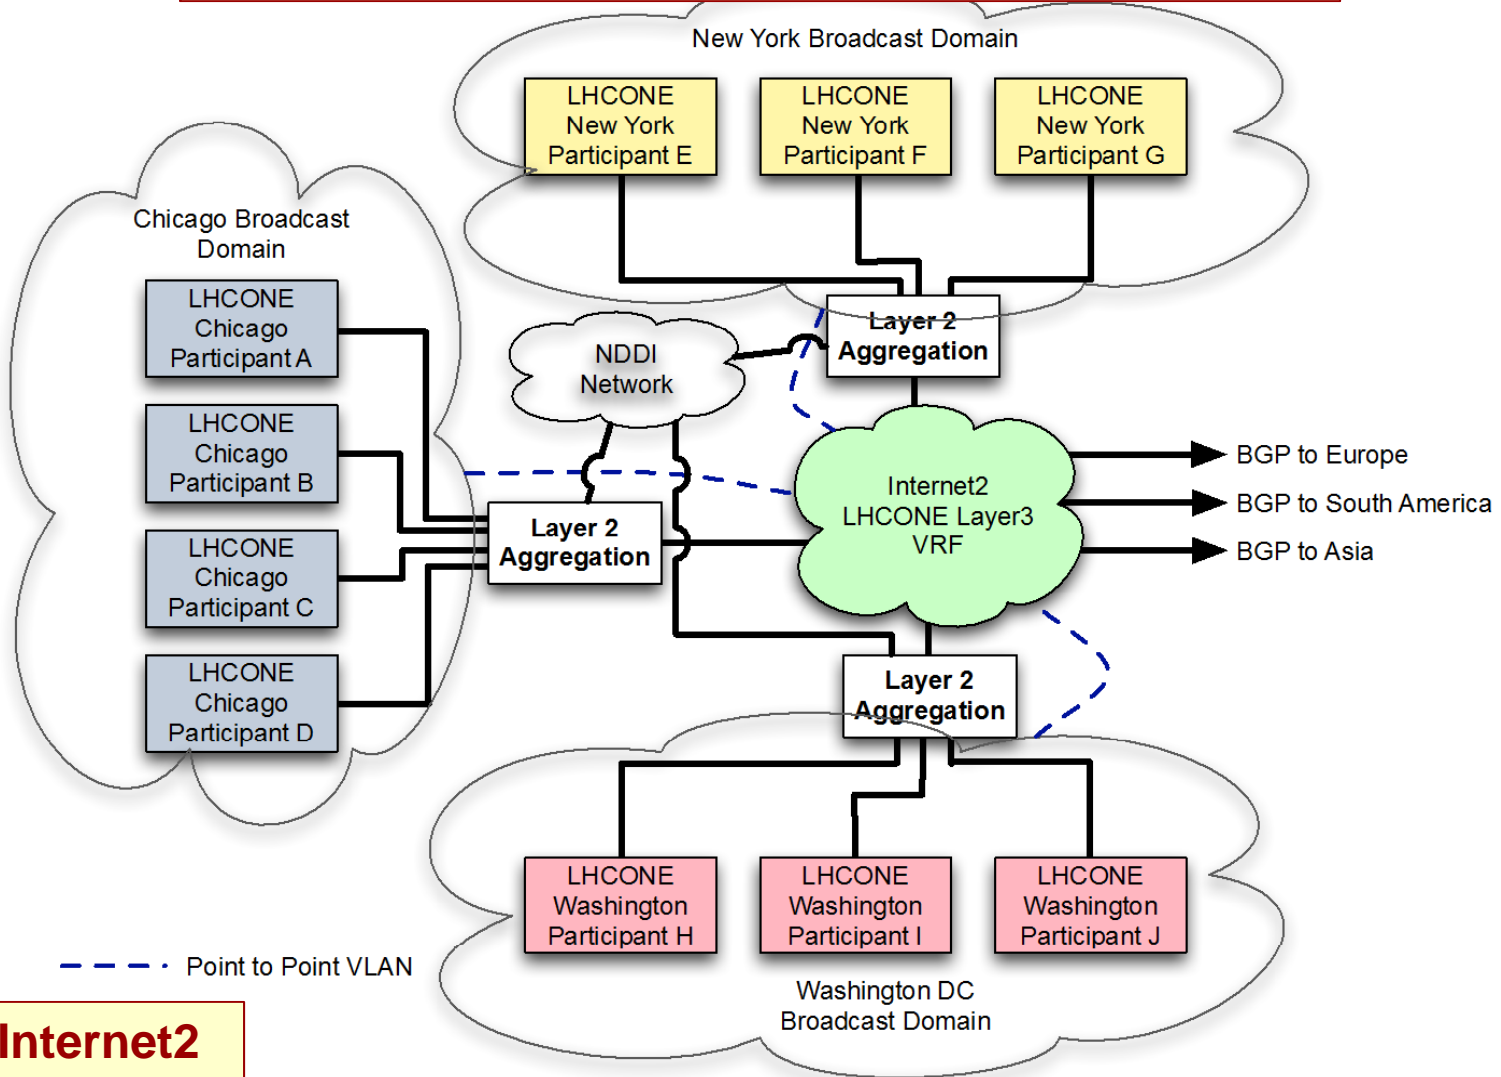 New York Broadcast Domain
LHCONE
New York
Participant E
LHCONE
New York
Participant F
LHCONE
New York
Participant G
Chicago Broadcast
Domain
LHCONE
Chicago
Participant A
LHCONE
Chicago
Participant B
LHCONE
Chicago
Participant C
LHCONE
Chicago
Participant D
NDDI
Network
Layer 2
Aggregation
Layer 2
Aggregation
Internet2
LHCONE Layer3
VRF
BGP to Europe
BGP to South America
BGP to Asia
Layer 2
Aggregation
LHCONE
Washington
Participant H
LHCONE
Washington
Participant I
LHCONE
Washington
Participant J
Washington DC
Broadcast Domain
Point to Point VLAN
Internet2